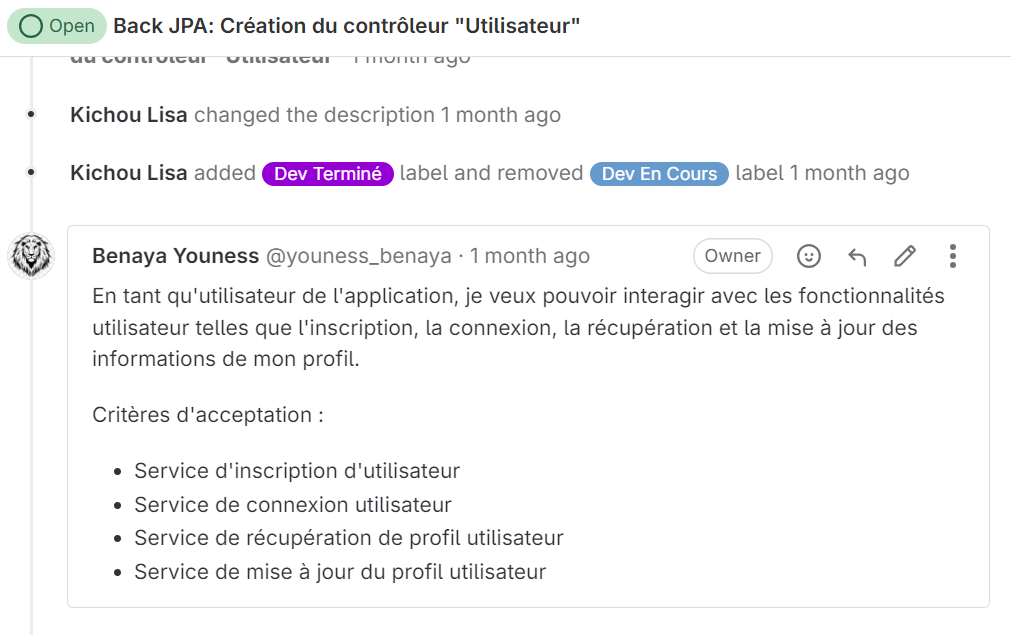 Open Back JPA: Création du contrôleur "Utilisateur"
du contrôleur "Utilisateur" 1 month ago
Kichou Lisa changed the description 1 month ago
Kichou Lisa added Dev Terminé label and removed Dev En Cours label 1 month ago
Benaya Youness @youness_benaya · 1 month ago Owner
En tant qu'utilisateur de l'application, je veux pouvoir interagir avec les fonctionnalités
utilisateur telles que l'inscription, la connexion, la récupération et la mise à jour des
informations de mon profil.
Critères d'acceptation :
• Service d'inscription d'utilisateur
• Service de connexion utilisateur
• Service de récupération de profil utilisateur
• Service de mise à jour du profil utilisateur